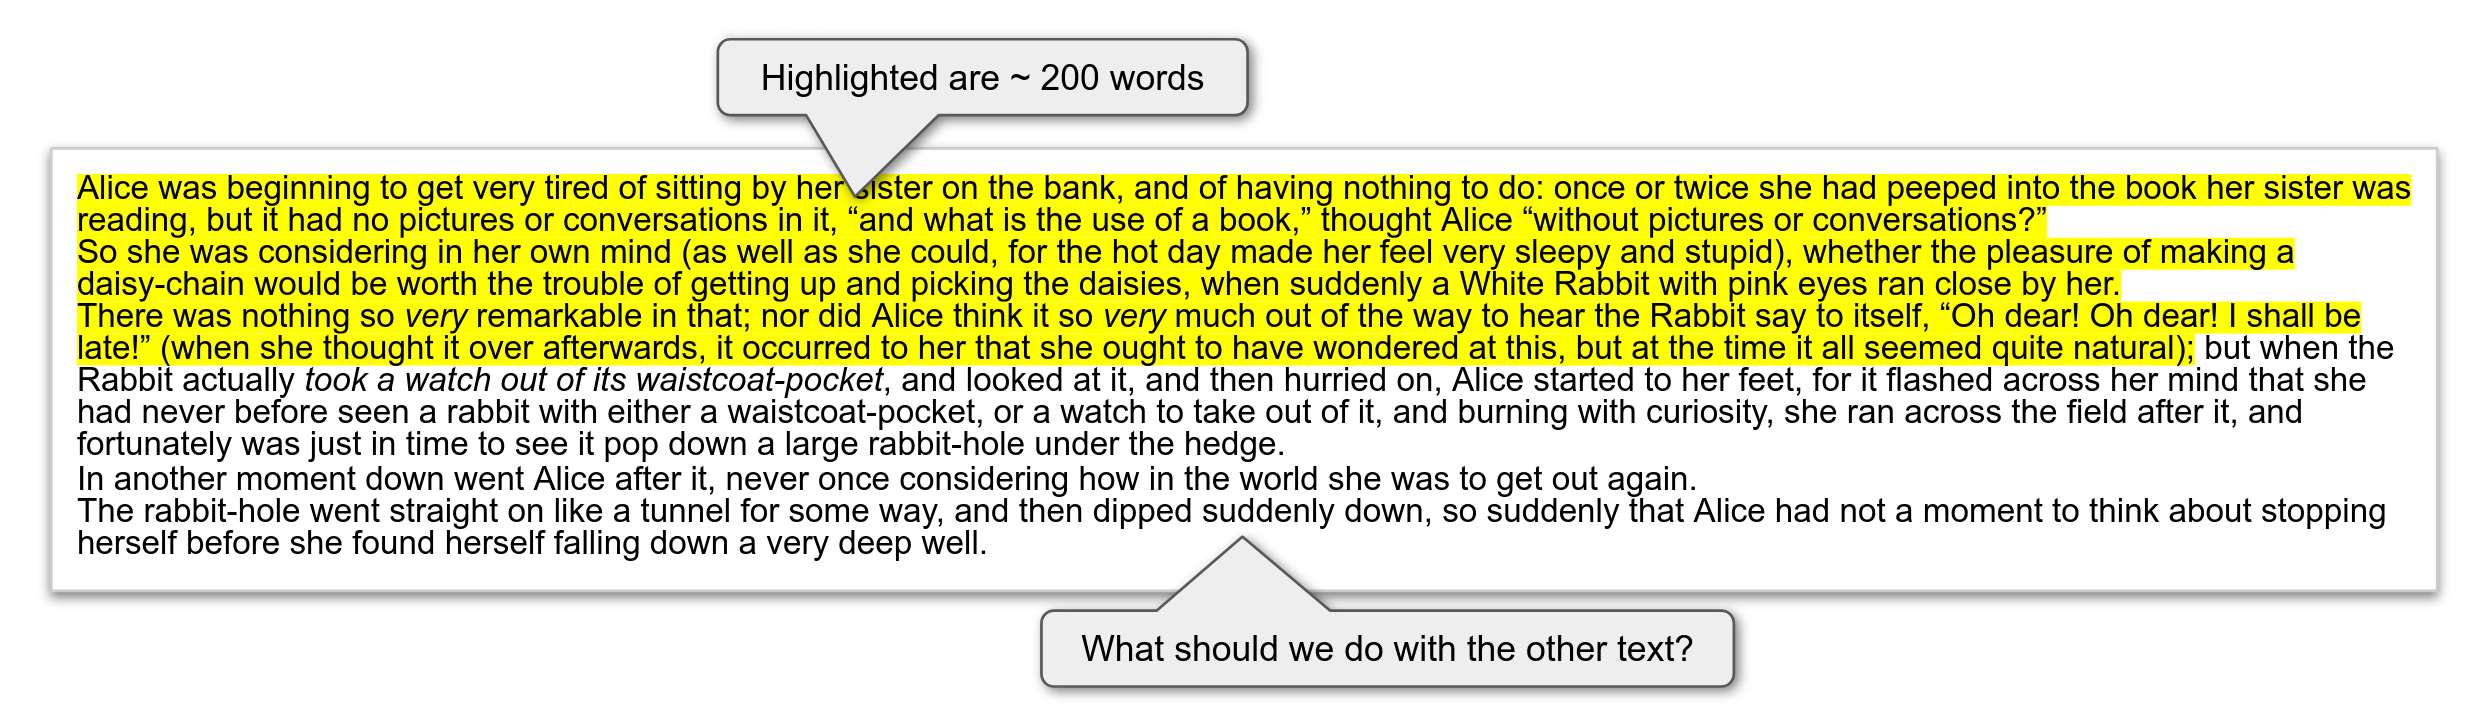 Highlighted are ~ 200 words
Alice was beginning to get very tired of sitting by her sister on the bank, and of having nothing to do: once or twice she had peeped into the book her sister was
reading, but it had no pictures or conversations in it, “and what is the use of a book,” thought Alice “without pictures or conversations?”
So she was considering in her own mind (as well as she could, for the hot day made her feel very sleepy and stupid), whether the pleasure of making a
daisy-chain would be worth the trouble of getting up and picking the daisies, when suddenly a White Rabbit with pink eyes ran close by her.
There was nothing so very remarkable in that; nor did Alice think it so very much out of the way to hear the Rabbit say to itself, “Oh dear! Oh dear! I shall be
late!” (when she thought it over afterwards, it occurred to her that she ought to have wondered at this, but at the time it all seemed quite natural); but when the
Rabbit actually took a watch out of its waistcoat-pocket, and looked at it, and then hurried on, Alice started to her feet, for it flashed across her mind that she
had never before seen a rabbit with either a waistcoat-pocket, or a watch to take out of it, and burning with curiosity, she ran across the field after it, and
fortunately was just in time to see it pop down a large rabbit-hole under the hedge.
In another moment down went Alice after it, never once considering how in the world she was to get out again.
The rabbit-hole went straight on like a tunnel for some way, and then dipped suddenly down, so suddenly that Alice had not a moment to think about stopping
herself before she found herself falling down a very deep well.
What should we do with the other text?